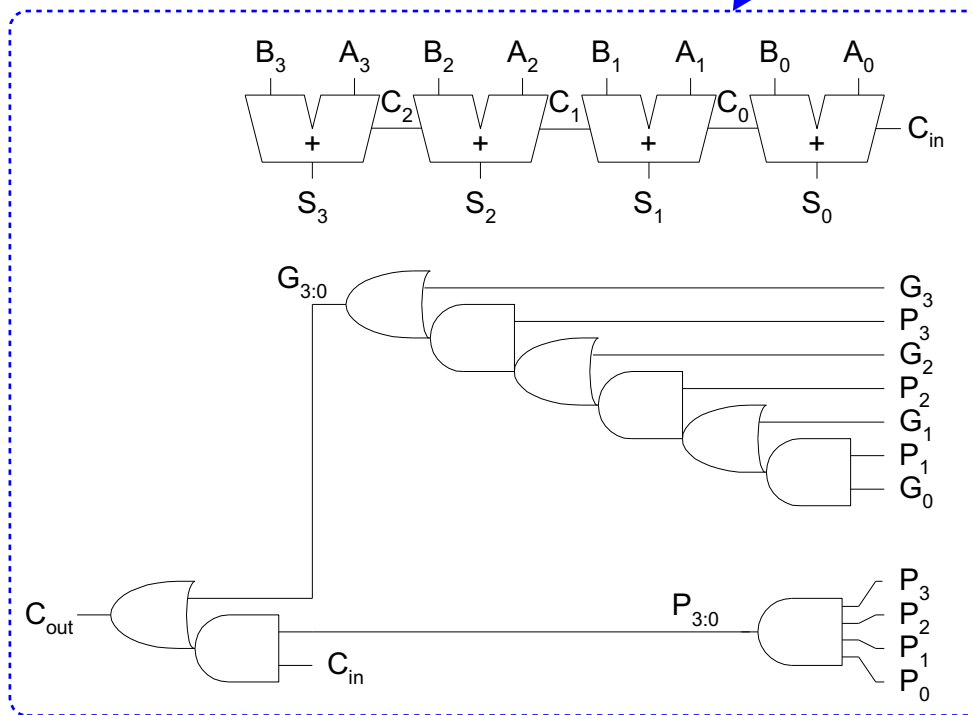 B3 A3 B2 A2 B1 A1 B0 A0
C2 C1 C0
+ + + + Cin
S3 S2 S1 S0
G3:0
G3
P3
G2
P2
G1
P1
G0
P3
P3:0
P2
Cout
P1
Cin
P0